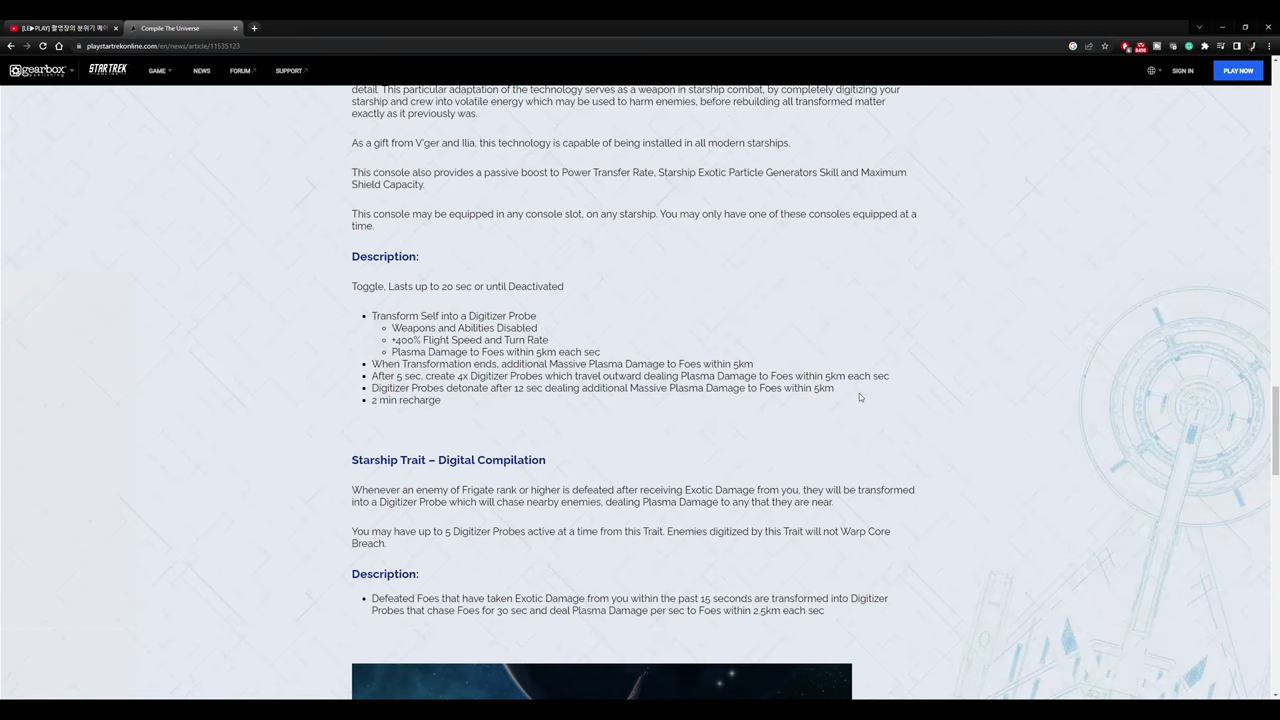 [LE▶PLAY] 촬영장의 분위기 메이
Compile The Universe
playstartrekonline.com/en/news/article/11535123
gearbox PUBLISHING
STAR TREK ONLINE
GAME
NEWS
FORUM
SUPPORT
SIGN IN
PLAY NOW
detail. This particular adaptation of the technology serves as a weapon in starship combat, by completely digitizing your
starship and crew into volatile energy which may be used to harm enemies, before rebuilding all transformed matter
exactly as it previously was.
As a gift from V'ger and Ilia, this technology is capable of being installed in all modern starships.
This console also provides a passive boost to Power Transfer Rate, Starship Exotic Particle Generators Skill and Maximum
Shield Capacity.
This console may be equipped in any console slot, on any starship. You may only have one of these consoles equipped at a
time.
Description:
Toggle, Lasts up to 20 sec or until Deactivated
Transform Self into a Digitizer Probe
Weapons and Abilities Disabled
+400% Flight Speed and Turn Rate
Plasma Damage to Foes within 5km each sec
When Transformation ends, additional Massive Plasma Damage to Foes within 5km
After 5 sec, create 4x Digitizer Probes which travel outward dealing Plasma Damage to Foes within 5km each sec
Digitizer Probes detonate after 12 sec dealing additional Massive Plasma Damage to Foes within 5km
2 min recharge
Starship Trait – Digital Compilation
Whenever an enemy of Frigate rank or higher is defeated after receiving Exotic Damage from you, they will be transformed
into a Digitizer Probe which will chase nearby enemies, dealing Plasma Damage to any that they are near.
You may have up to 5 Digitizer Probes active at a time from this Trait. Enemies digitized by this Trait will not Warp Core
Breach.
Description:
Defeated Foes that have taken Exotic Damage from you within the past 15 seconds are transformed into Digitizer
Probes that chase Foes for 30 sec and deal Plasma Damage per sec to Foes within 2.5km each sec